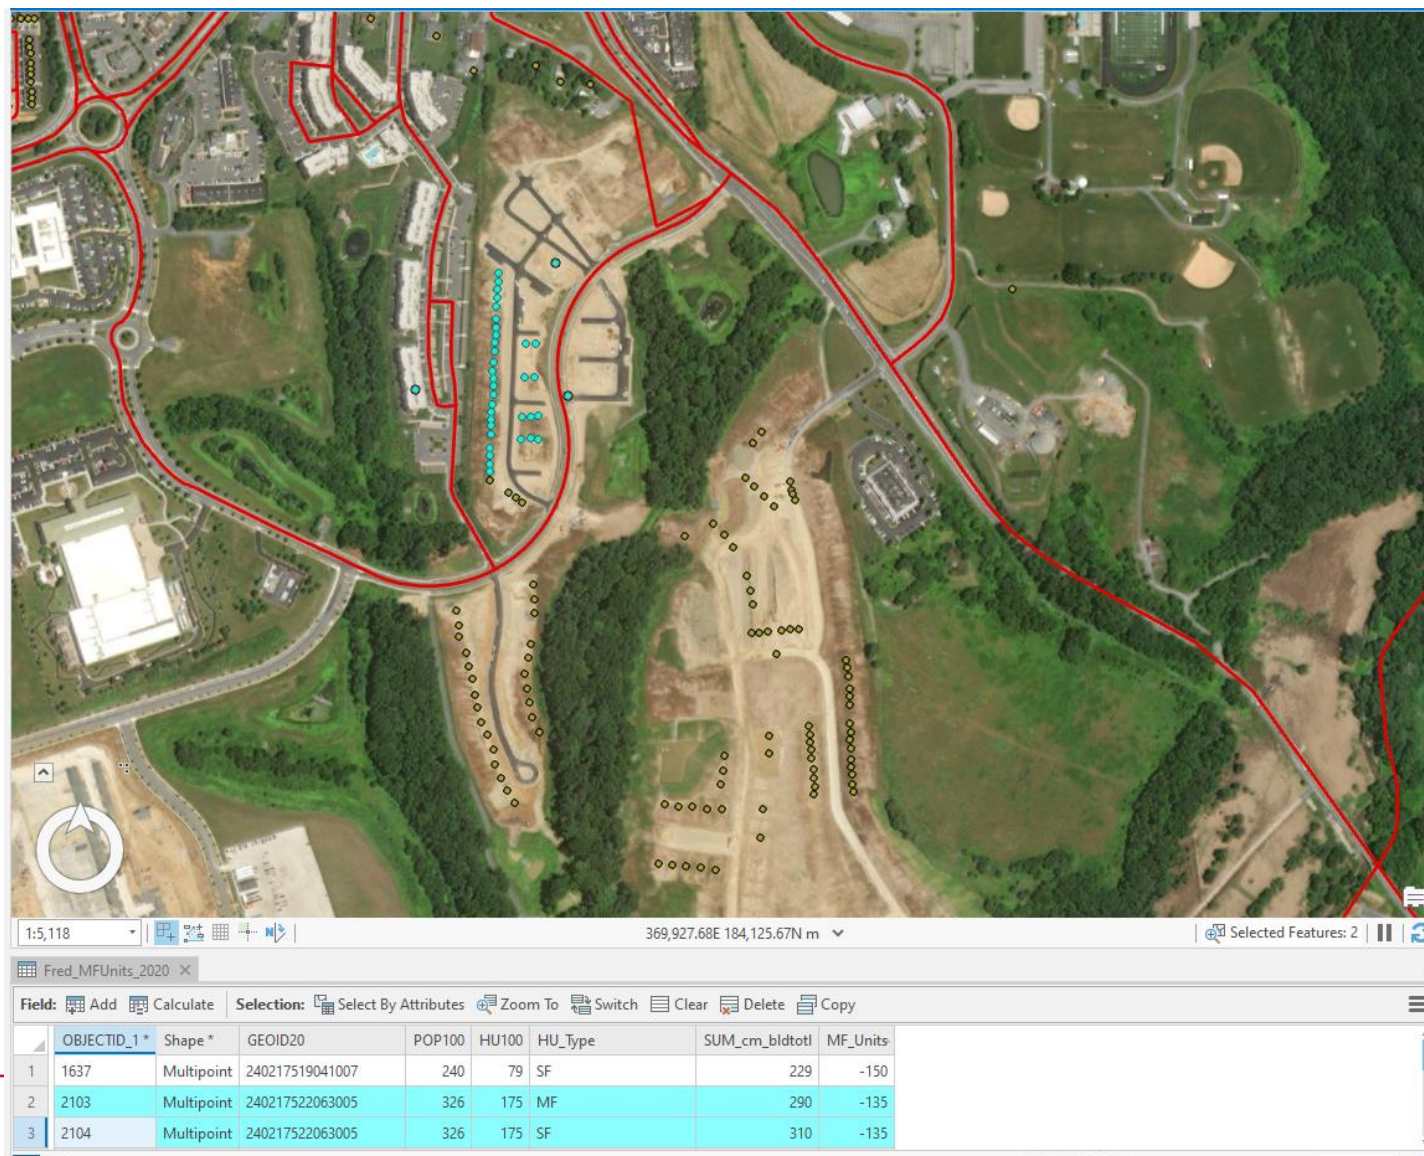 1:5,118
369,927.68E 184,125.67N m
Selected Features: 2
Fred_MFUnits_2020
Field: Add Calculate Selection: Select By Attributes Zoom To Switch Clear Delete Copy
OBJECTID_1 * Shape * GEOID20 POP100 HU100 HU_Type SUM_cm_bldtotl MF_Units
1 1637 Multipoint 240217519041007 240 79 SF 229 -150
2 2103 Multipoint 240217522063005 326 175 MF 290 -135
3 2104 Multipoint 240217522063005 326 175 SF 310 -135